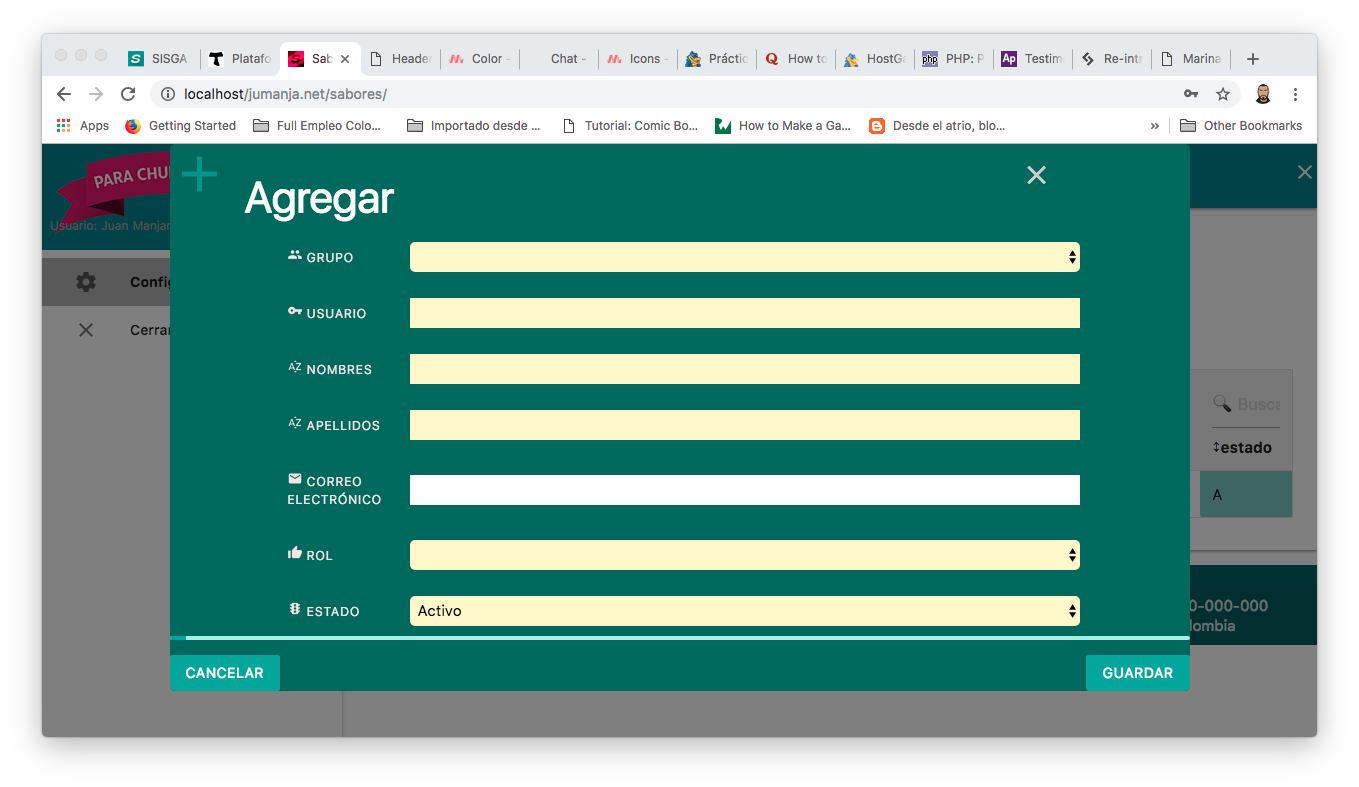 SISGA
Platafo
Sab
Header
Color -
Chat -
Icons -
Práctic
How to
HostGa
PHP: P
Testim
Re-intr
Marina
localhost/jumanja.net/sabores/
Apps
Getting Started
Full Empleo Colo...
Importado desde ...
Tutorial: Comic Bo...
How to Make a Ga...
Desde el atrio, blo...
»
Other Bookmarks
PARA CHU
Usuario: Juan Manjar
Agregar
Config
Cerrar
GRUPO
USUARIO
NOMBRES
APELLIDOS
CORREO
ELECTRÓNICO
ROL
ESTADO
Activo
Busca
estado
A
0-000-000
lombia
CANCELAR
GUARDAR